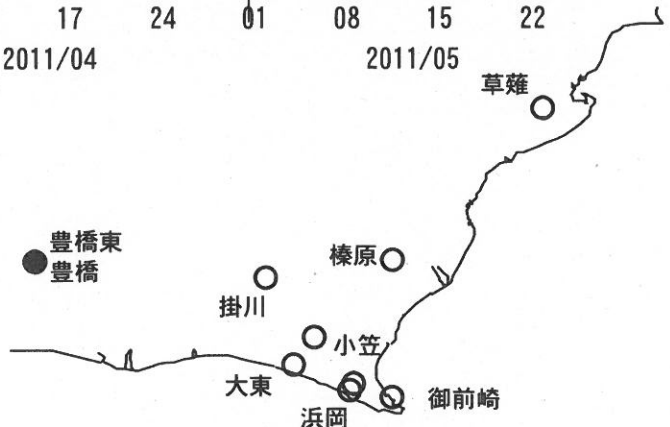 17 24 01 08 15 22
2011/04 2011/05
草薙
豊橋東
豊橋
榛原
掛川
小笠
大東
御前崎
浜岡